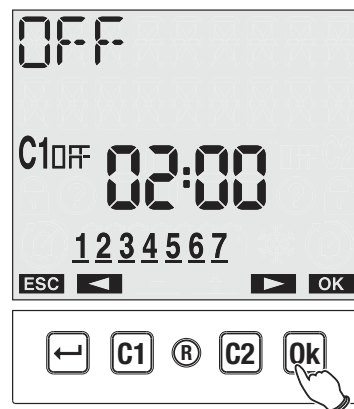 OFF
C1OFF 02:00
1234567
ESC ◄ ► OK
↵ C1 ® C2 Ok